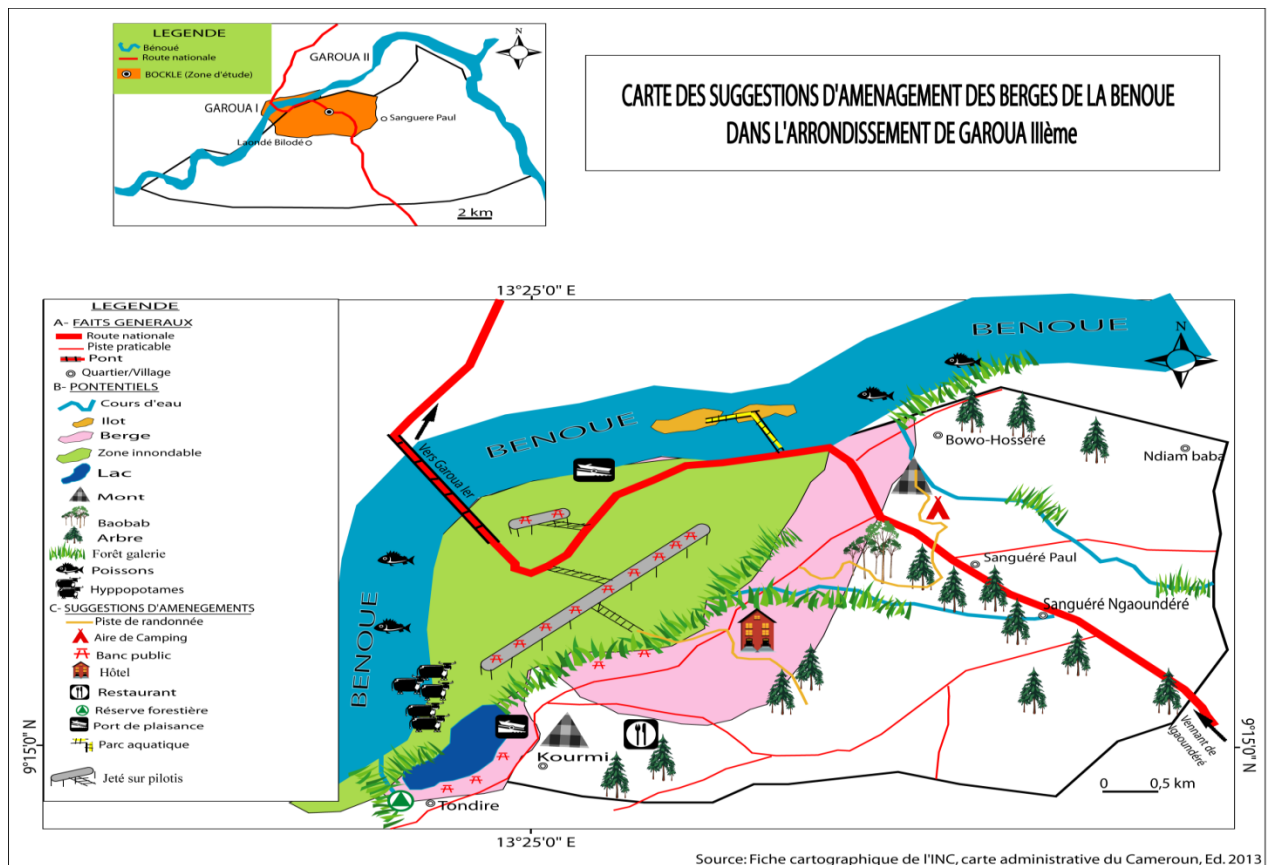 LEGENDE
Bénoué
Route nationale
BOCKLE (Zone d'étude)
GAROUA II
N
GAROUA I
Sanguere Paul
Laondé Bilodé
2 km
CARTE DES SUGGESTIONS D'AMENAGEMENT DES BERGES DE LA BENOUE
DANS L'ARRONDISSEMENT DE GAROUA IIIème
13°25'0" E
LEGENDE
A- FAITS GENERAUX
Route nationale
Piste praticable
Pont
Quartier/Village
B- PONTENTIELS
Cours d'eau
Ilot
Berge
Zone innondable
Lac
Mont
Baobab
Arbre
Forêt galerie
Poissons
Hyppopotames
C- SUGGESTIONS D'AMENEGEMENTS
Piste de randonnée
Aire de Camping
Banc public
Hôtel
Restaurant
Réserve forestière
Port de plaisance
Parc aquatique
Jeté sur pilotis
BENOUE
N
BENOUE
Vers Garoua Ier
Bowo-Hosséré
Ndiam baba
Sanguéré Paul
Sanguéré Ngaoundéré
BENOUE
Vennant de
Ngaoundéré
Kourmi
Tondire
0 0,5 km
9°15'0" N
9°15'0" N
13°25'0" E
Source: Fiche cartographique de l'INC, carte administrative du Cameroun, Ed. 2013